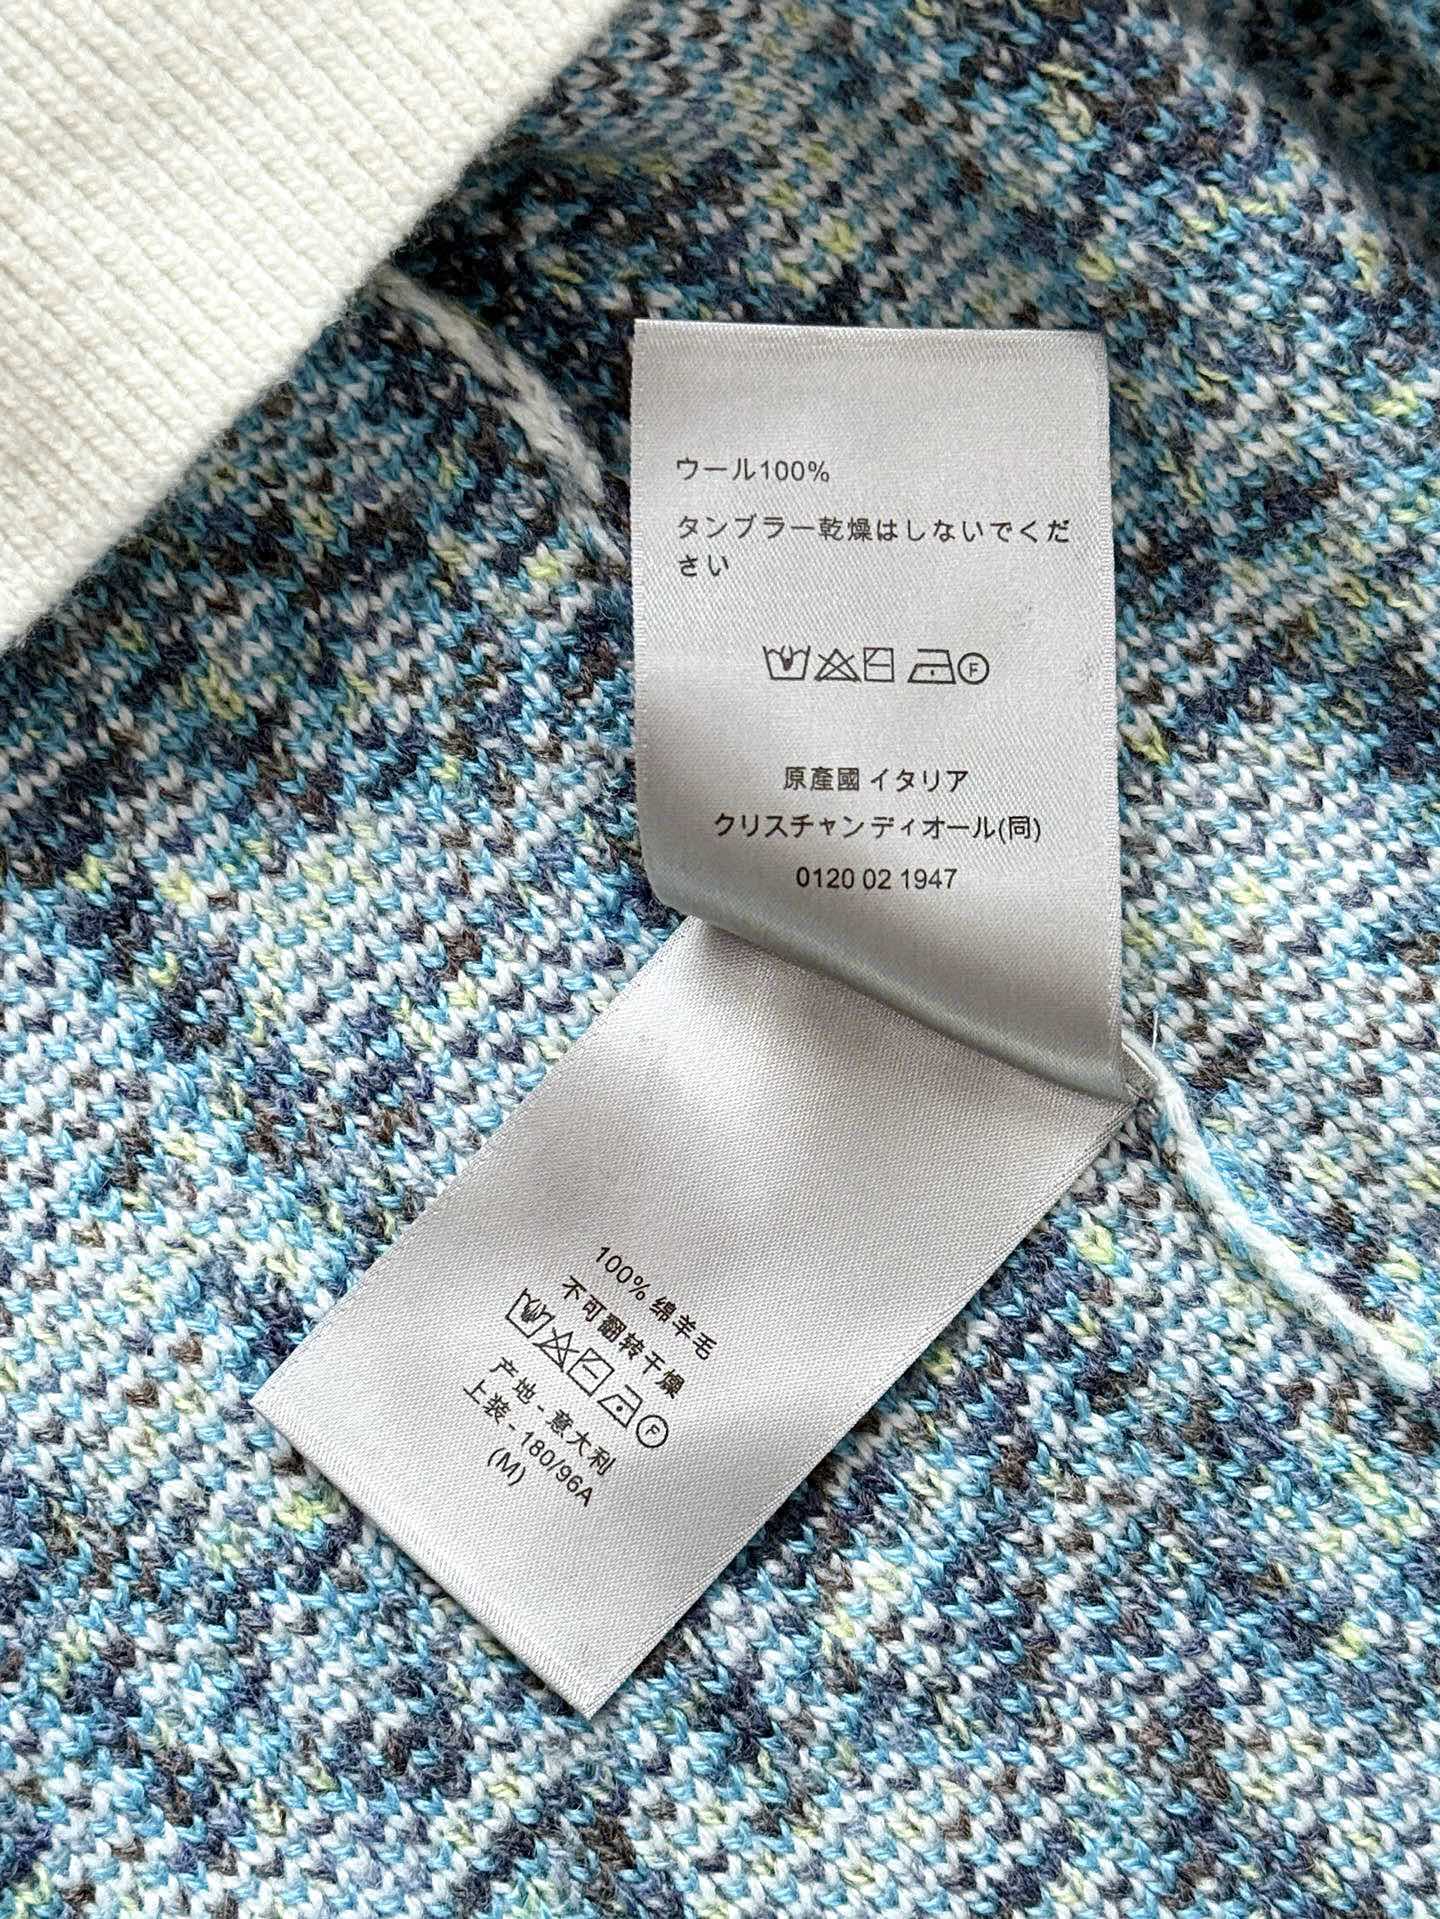 ウール100%
タンブラー乾燥はしないでくだ
さい
F
原產國 イタリア
クリスチャンディオール(同)
0120 02 1947
100% 绵羊毛
不可翻转干燥
F
产地 - 意大利
上装 - 180/96A
(M)